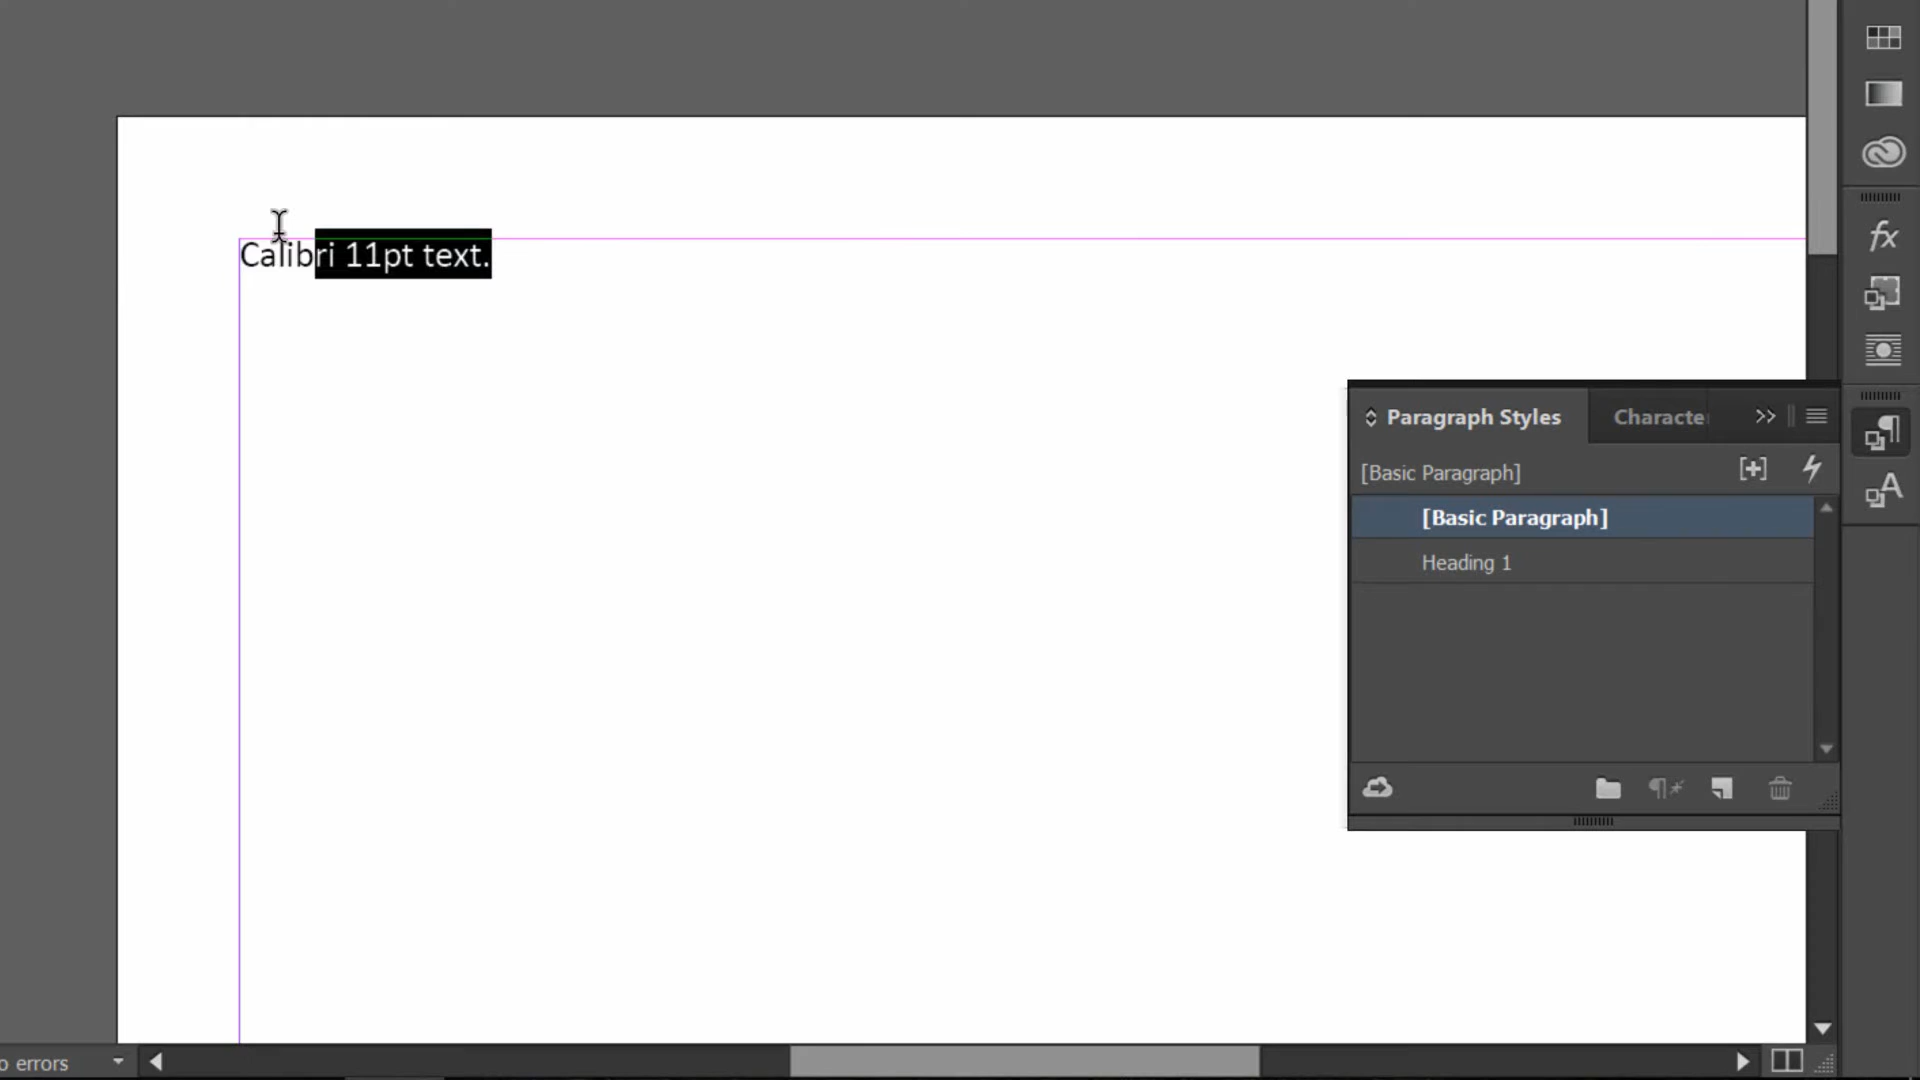 Calibri 11pt text.
Paragraph Styles
Characte
[Basic Paragraph]
[Basic Paragraph]
Heading 1
o errors